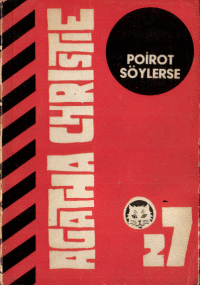 POİROT
SÖYLERSE
AGATHA CHRISTIE
27